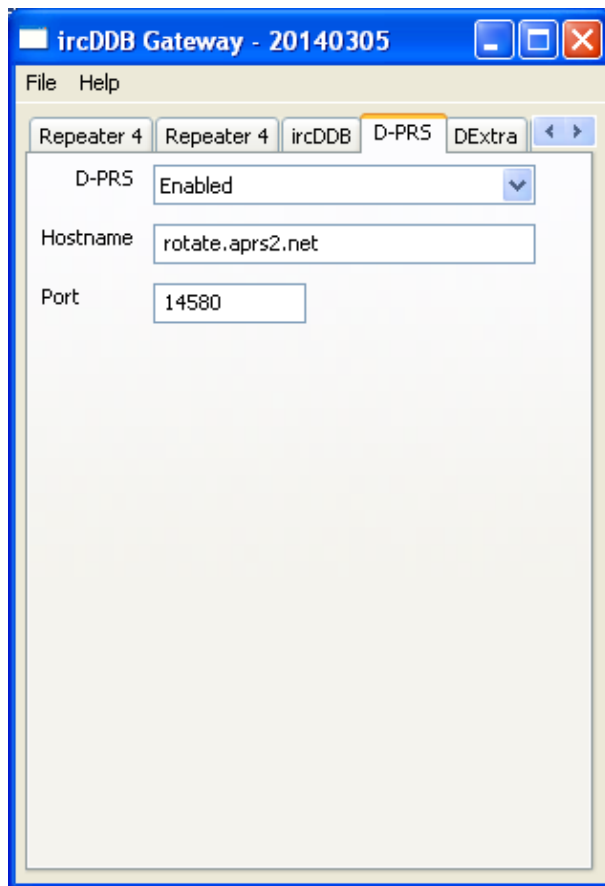 ircDDB Gateway - 20140305
File Help
Repeater 4 Repeater 4 ircDDB D-PRS DExtra
D-PRS Enabled
Hostname rotate.aprs2.net
Port 14580